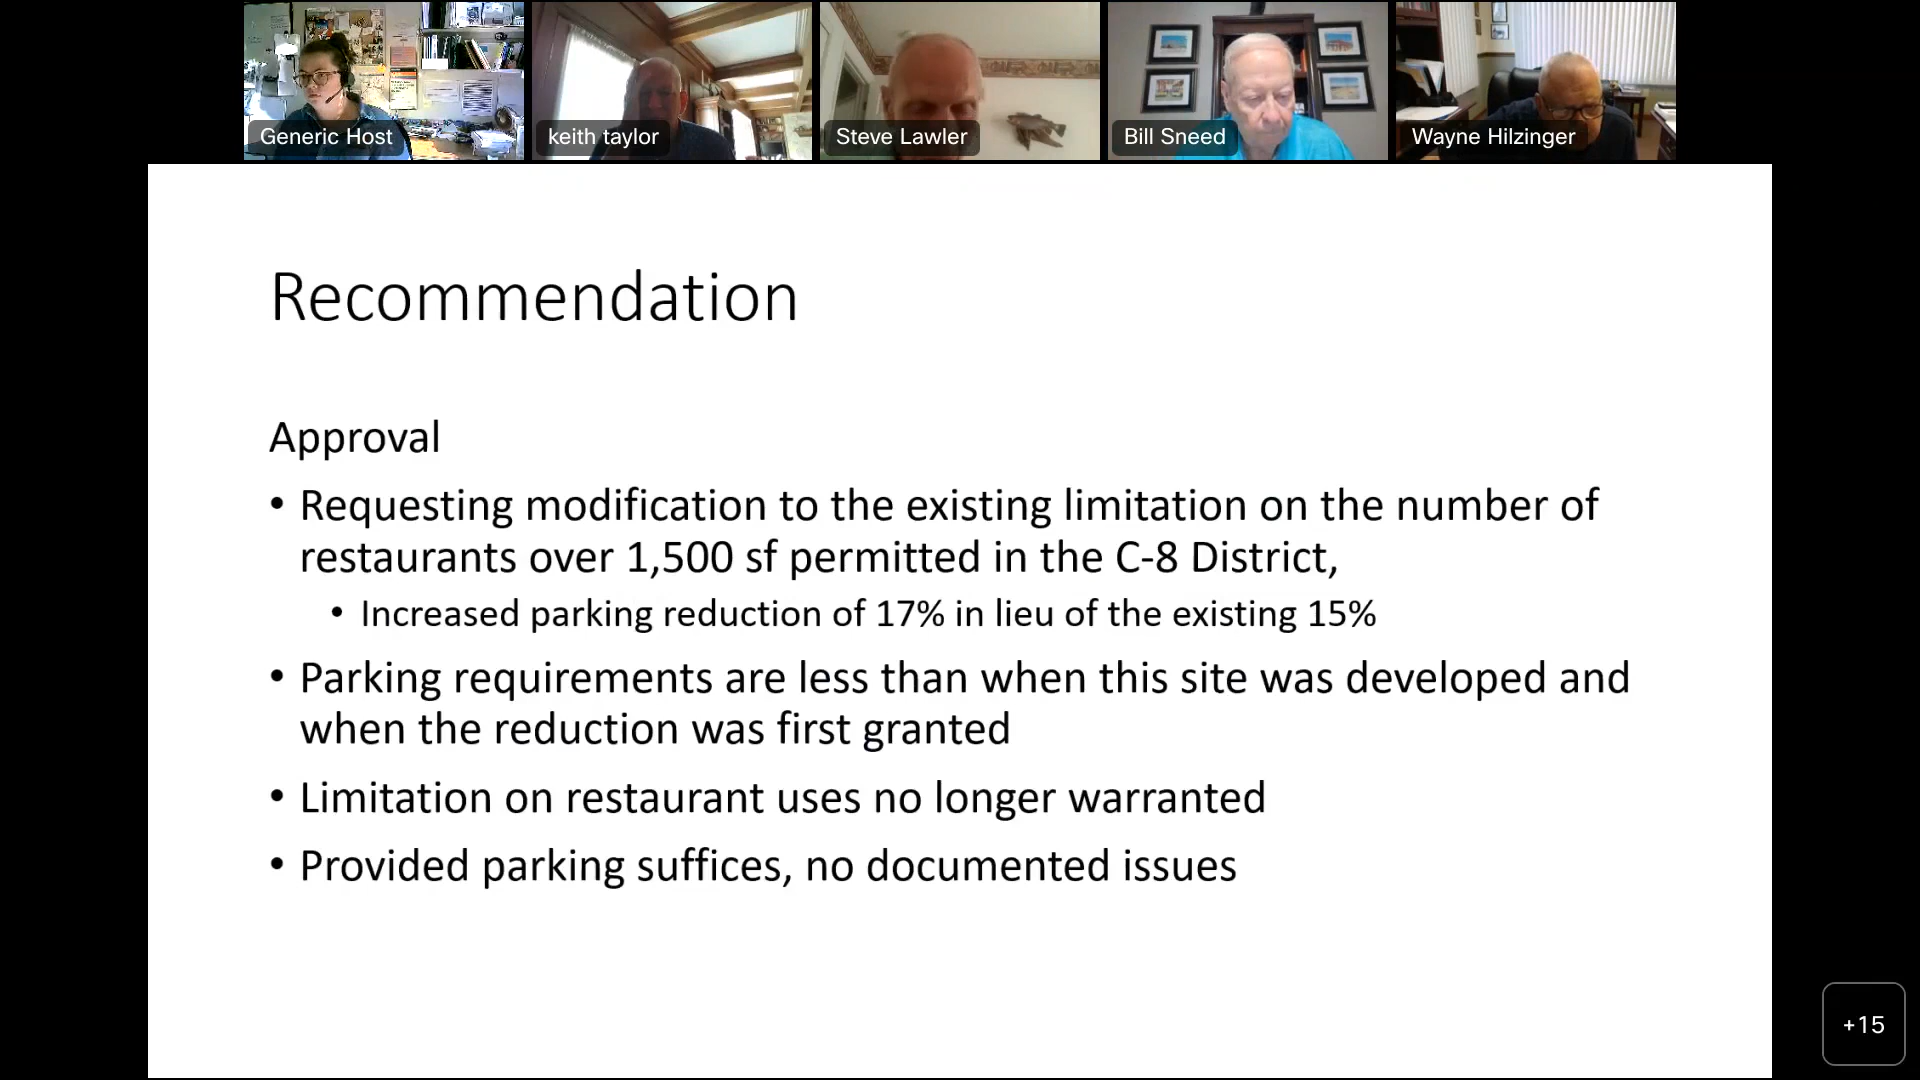 Generic Host
keith taylor
Steve Lawler
Bill Sneed
Wayne Hilzinger
Recommendation
Approval
• Requesting modification to the existing limitation on the number of
restaurants over 1,500 sf permitted in the C-8 District,
• Increased parking reduction of 17% in lieu of the existing 15%
• Parking requirements are less than when this site was developed and
when the reduction was first granted
• Limitation on restaurant uses no longer warranted
• Provided parking suffices, no documented issues
+15